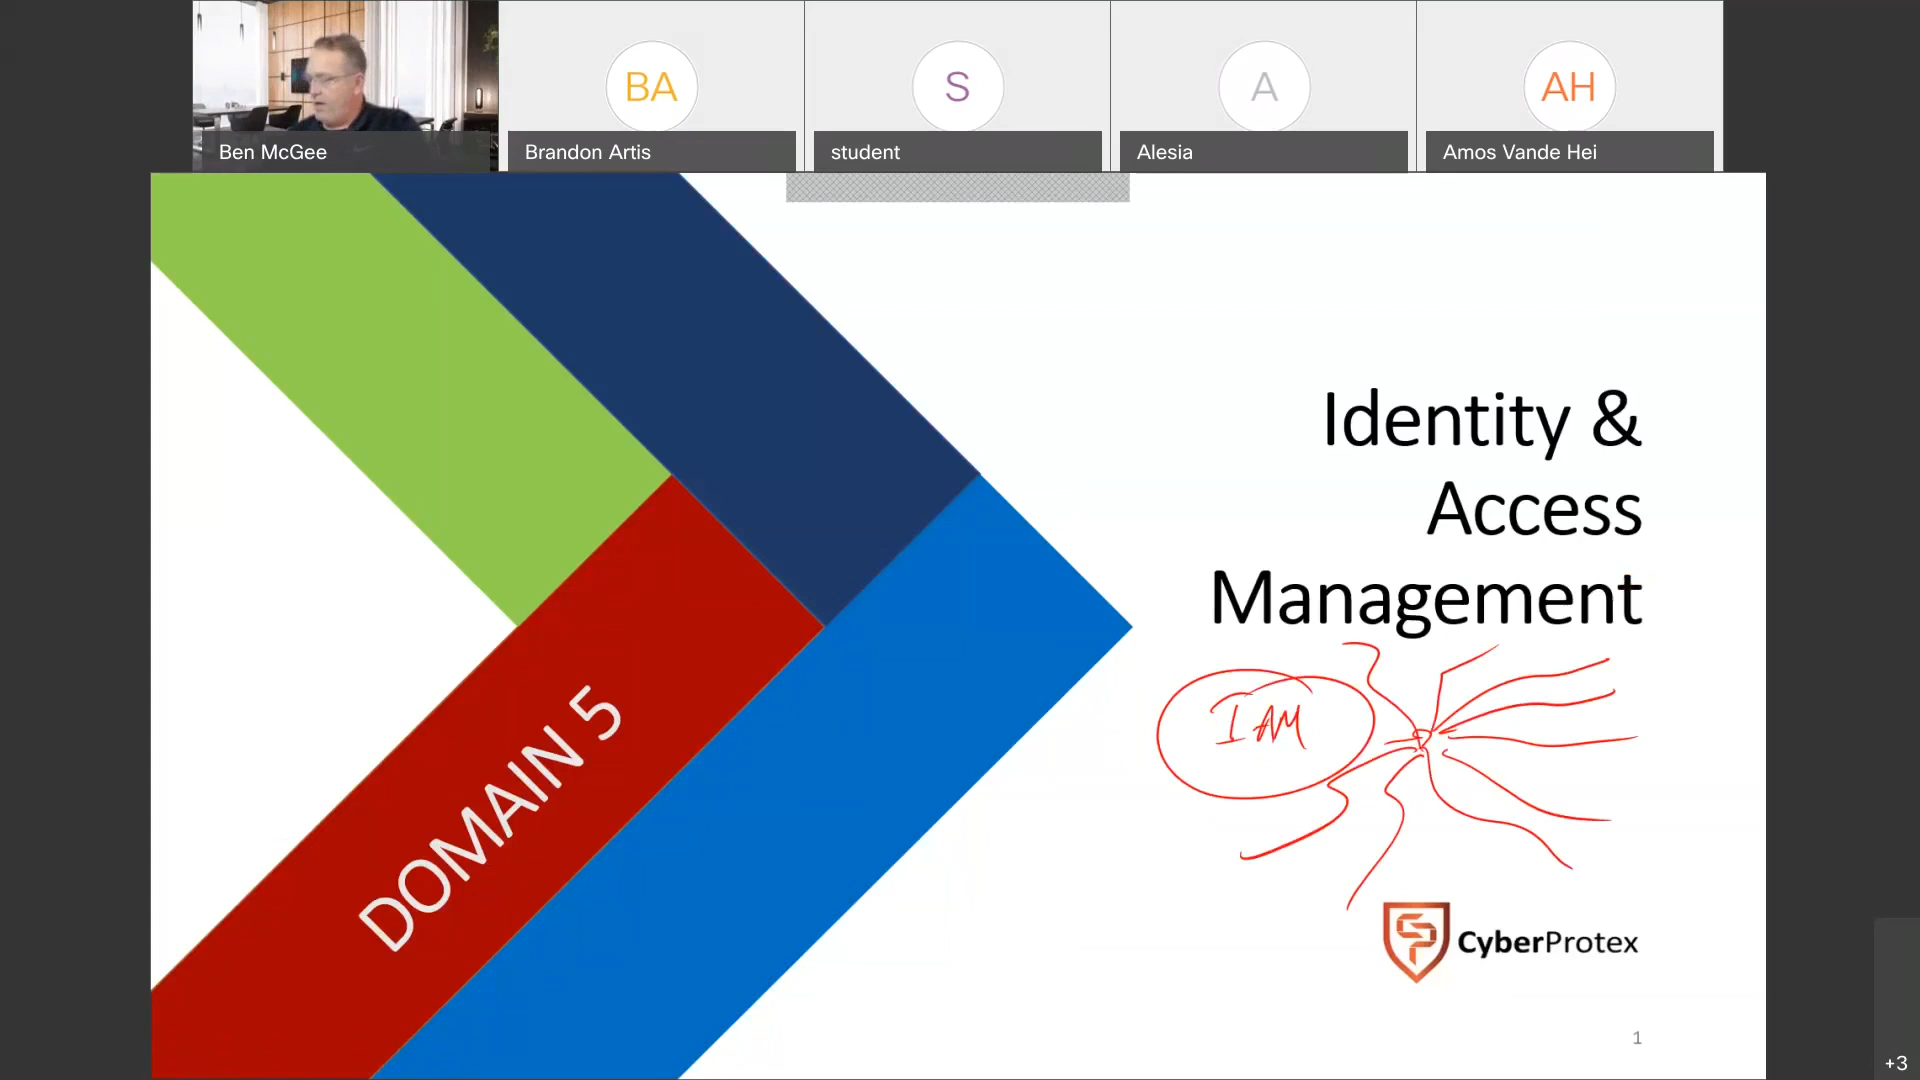 BA
S
A
AH
Ben McGee
Brandon Artis
student
Alesia
Amos Vande Hei
Identity &
Access
Management
IAM
DOMAIN 5
CyberProtex
1
+3